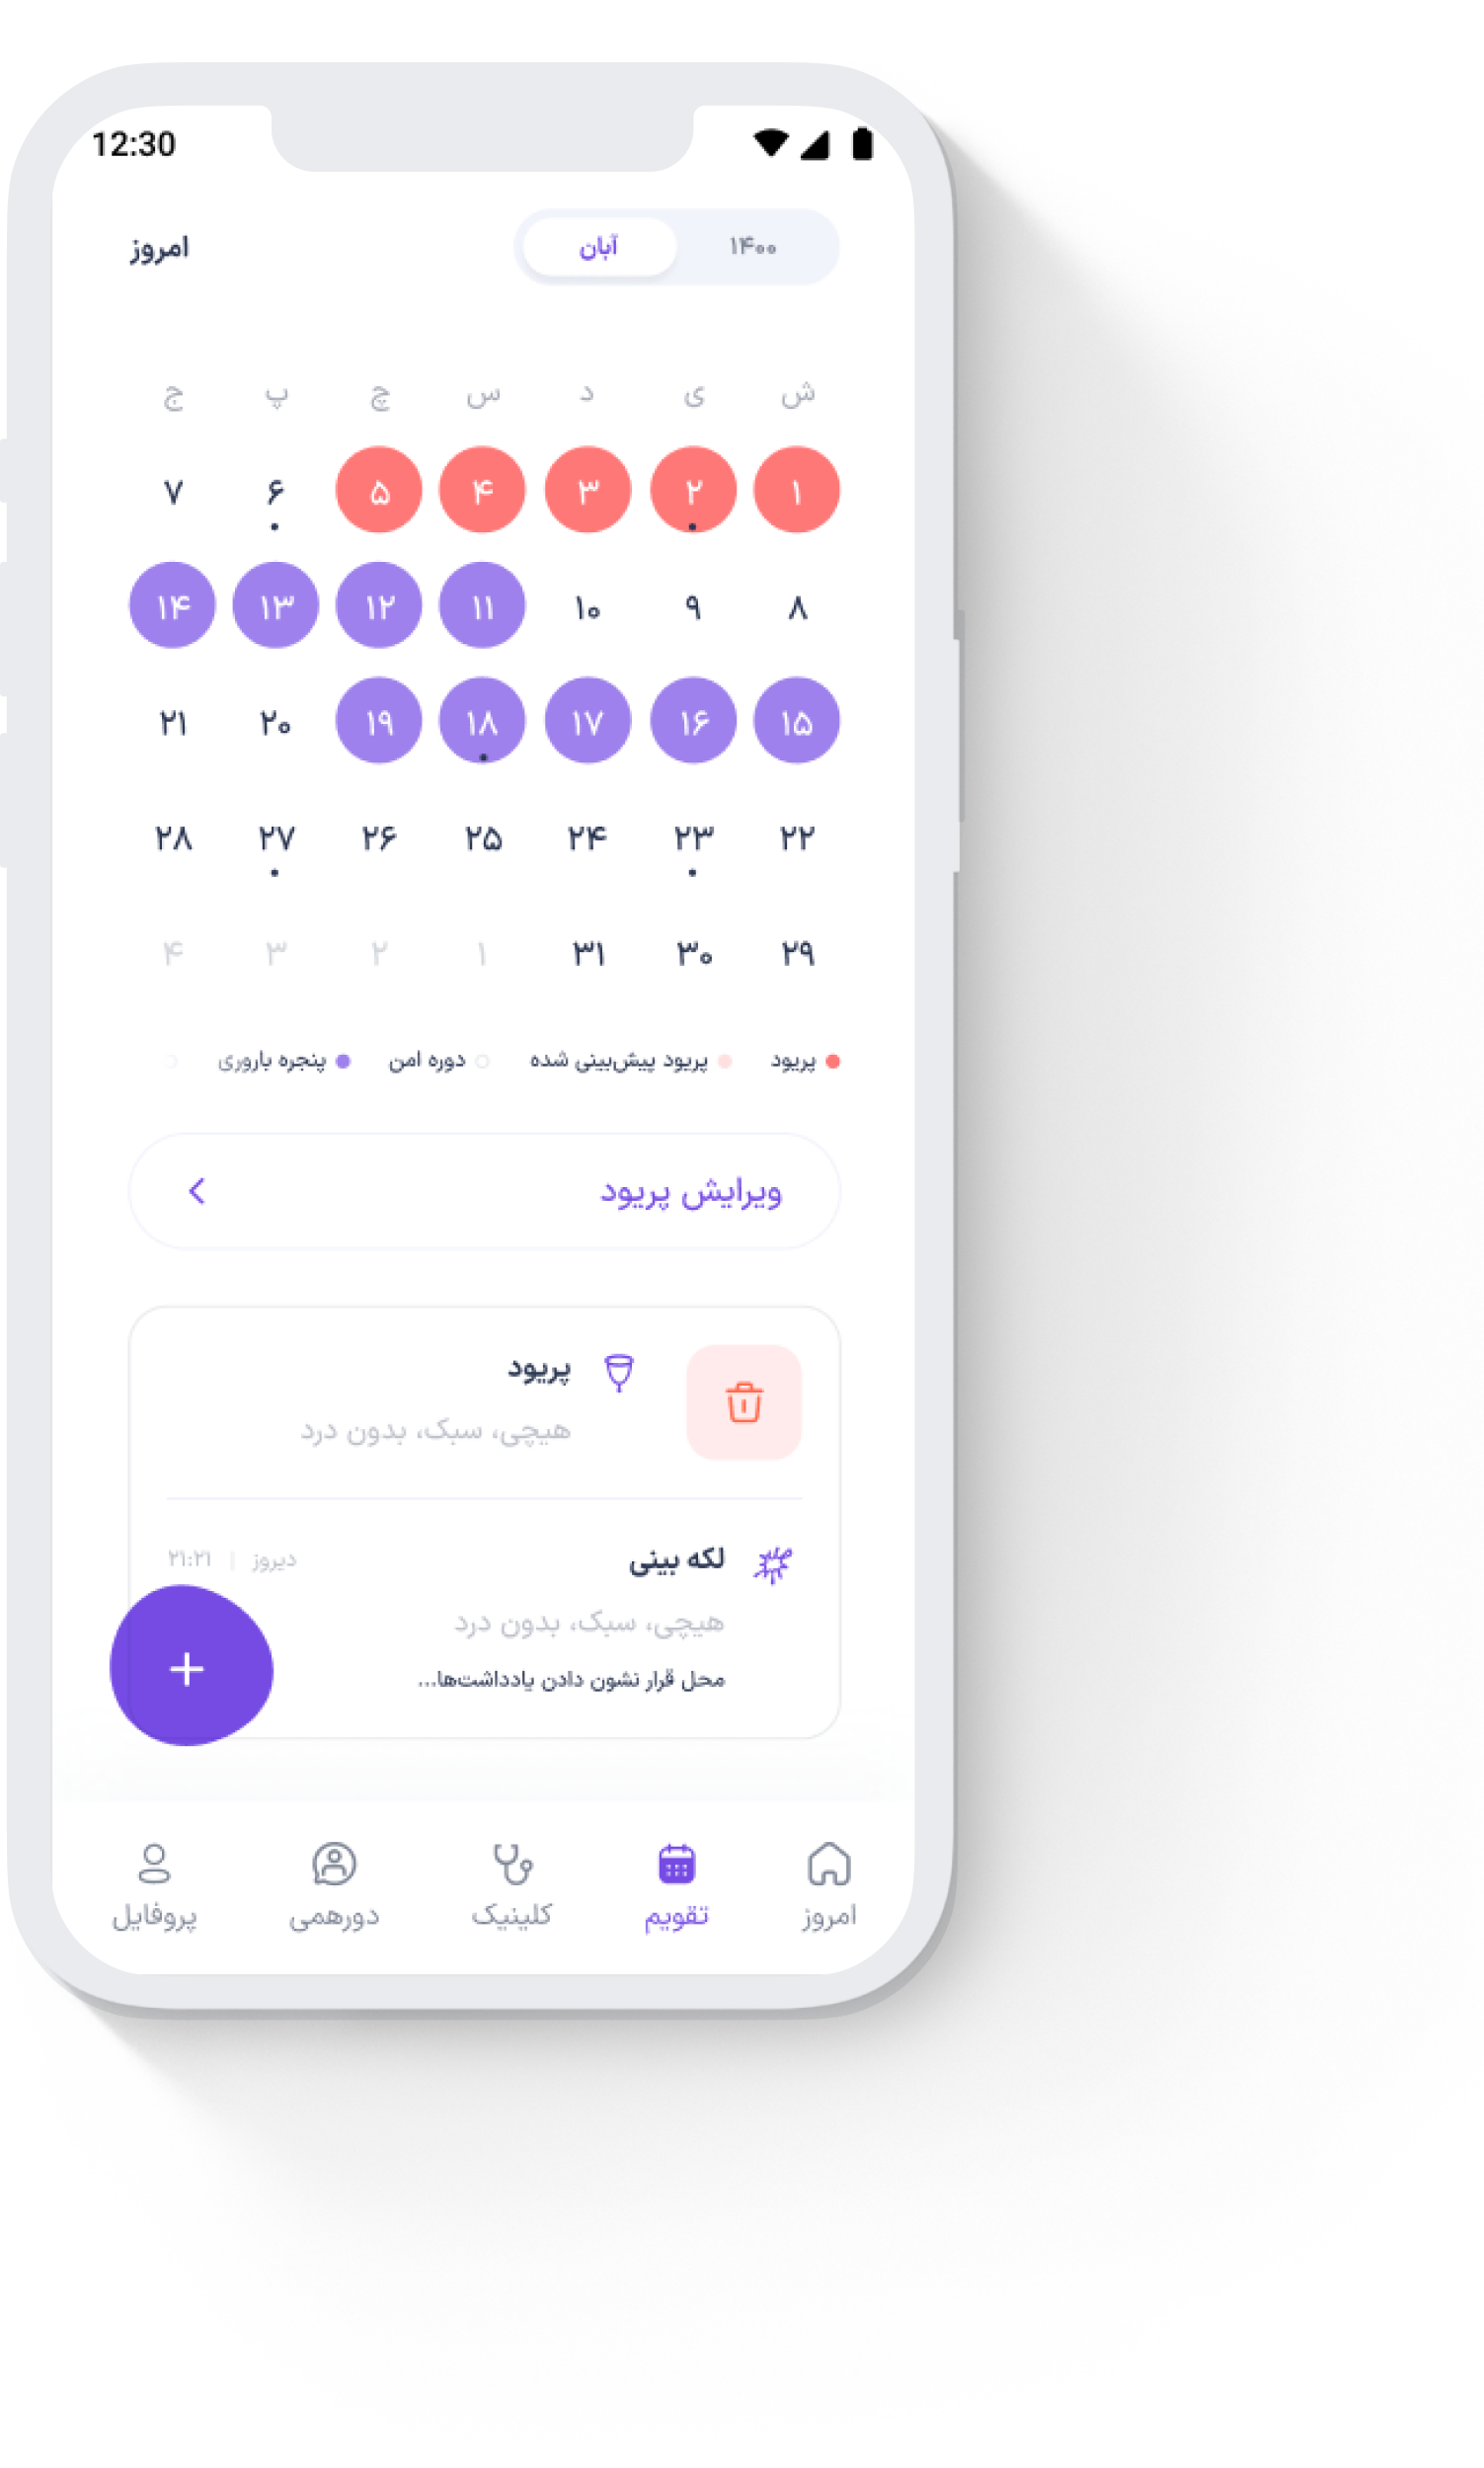 12:30
۱۴۰۰ آبان امروز
ش ی د س چ پ ج
۱ ۲ ۳ ۴ ۵ ۶ ۷
۸ ۹ ۱۰ ۱۱ ۱۲ ۱۳ ۱۴
۱۵ ۱۶ ۱۷ ۱۸ ۱۹ ۲۰ ۲۱
۲۲ ۲۳ ۲۴ ۲۵ ۲۶ ۲۷ ۲۸
۲۹ ۳۰ ۳۱ ۱ ۲ ۳ ۴
پریود پریود پیش‌بینی شده دوره امن پنجره باروری
ویرایش پریود
پریود
هیچی، سبک، بدون درد
لکه بینی دیروز | ۲۱:۲۱
هیچی، سبک، بدون درد
محل قرار نشون دادن یادداشت‌ها...
امروز تقویم کلینیک دورهمی پروفایل